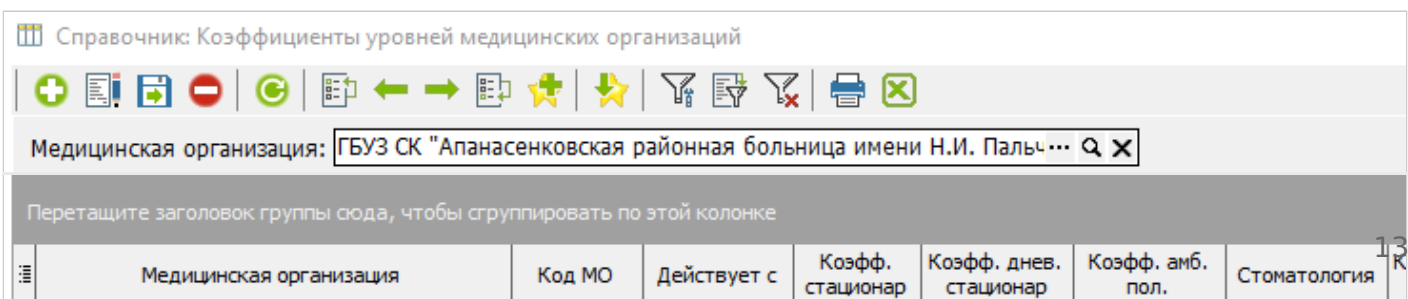 Справочник: Коэффициенты уровней медицинских организаций
Медицинская организация: ГБУЗ СК "Апанасенковская районная больница имени Н.И. Пальч ...
Перетащите заголовок группы сюда, чтобы сгруппировать по этой колонке
Медицинская организация Код МО Действует с Коэфф. стационар Коэфф. днев. стационар Коэфф. амб. пол. Стоматология К
13